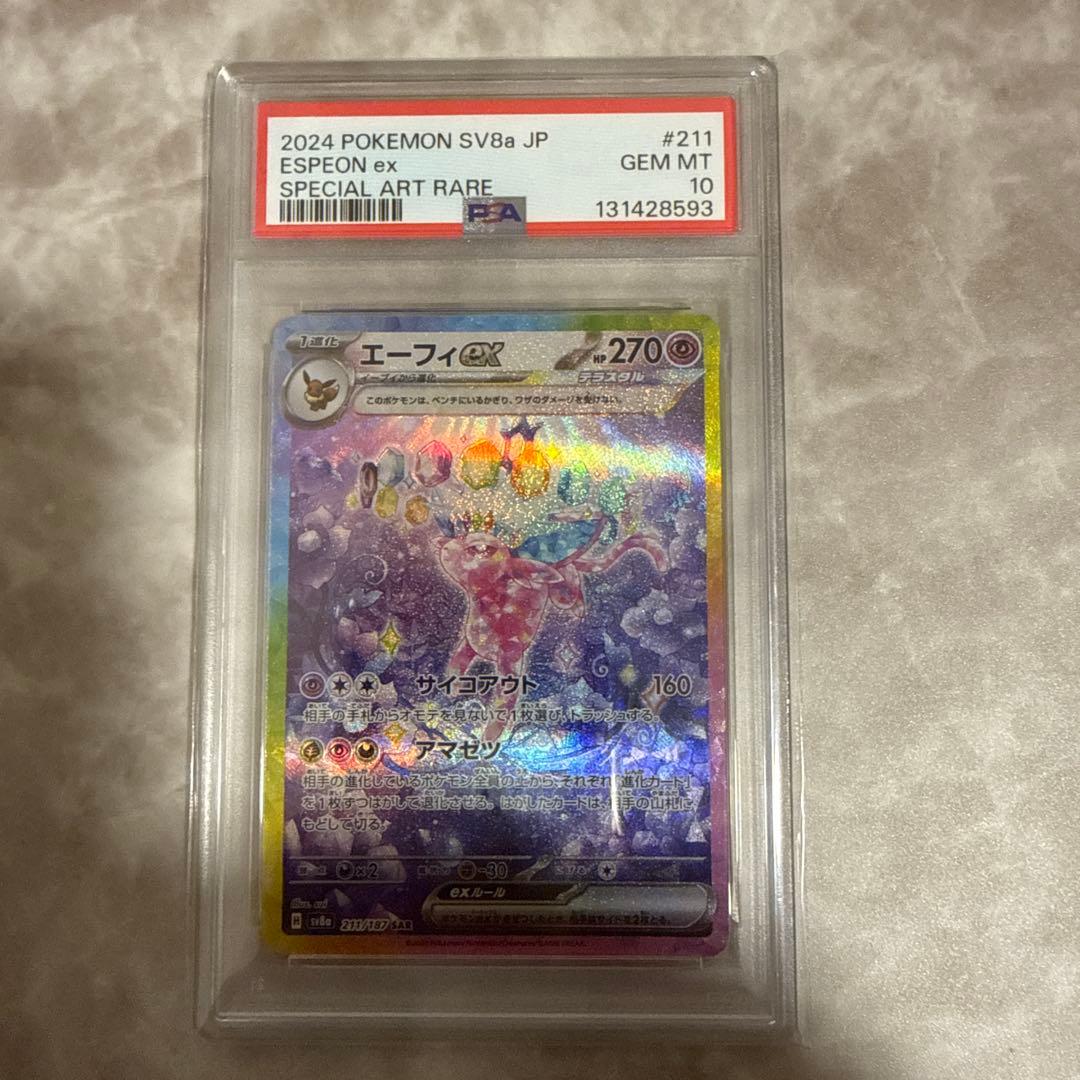 2024 POKEMON SV8a JP #211
ESPEON ex GEM MT
SPECIAL ART RARE 10
PSA 131428593
1進化 エーフィex HP270
イーブイから進化 テラスタル
このポケモンは、ベンチにいるかぎり、ワザのダメージを受けない。
サイコアウト 160
相手の手札からオモテを見ないで1枚選び、トラッシュする。
アマゼツ
相手の進化しているポケモン全員の上から、それぞれ「進化カード」
を1枚ずつはがして退化させる。はがしたカードは、相手の山札に
もどして切る。
×2 -30
exルール
H SV8a 211/187 SAR